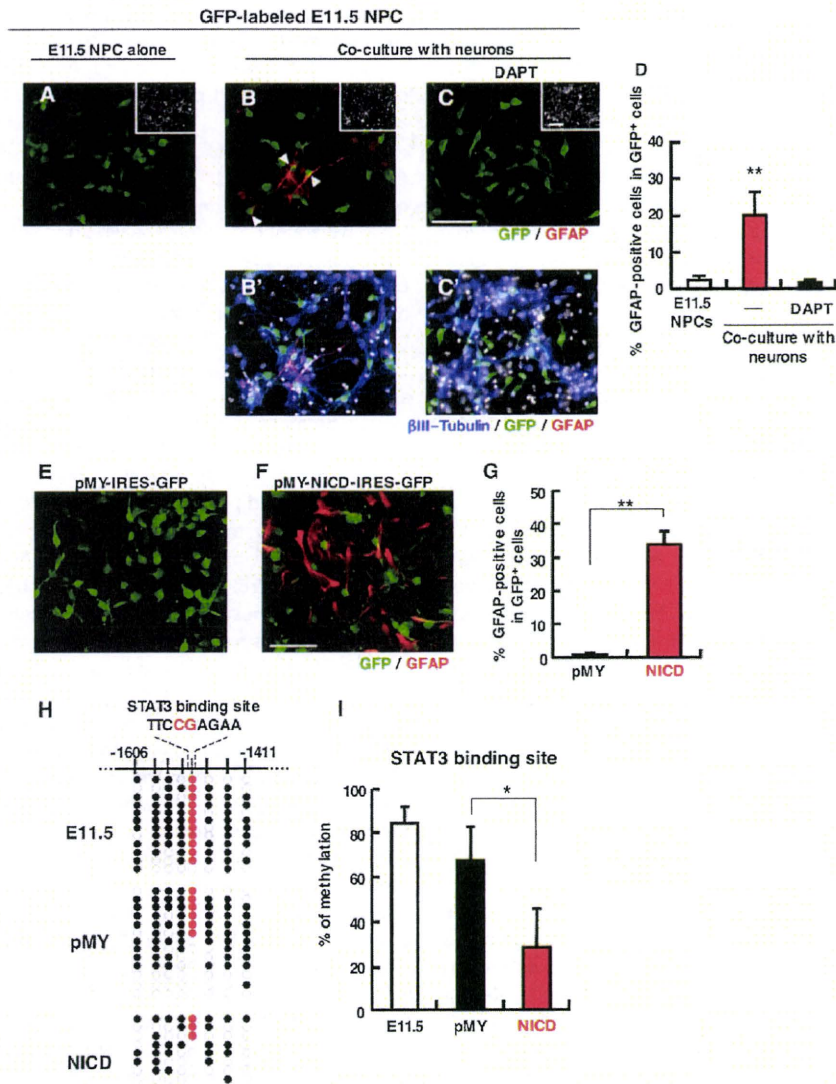 GFP-labeled E11.5 NPC
E11.5 NPC alone
Co-culture with neurons
DAPT
A
B
C
GFP / GFAP
B'
C'
βIII-Tubulin / GFP / GFAP
D
% GFAP-positive cells in GFP+ cells
40
30
20
10
0
**
E11.5
NPCs
—
DAPT
Co-culture with
neurons
E
pMY-IRES-GFP
F
pMY-NICD-IRES-GFP
GFP / GFAP
G
% GFAP-positive cells
in GFP+ cells
50
40
30
20
10
0
**
pMY
NICD
H
STAT3 binding site
TTCCGAGAA
-1606
-1411
E11.5
pMY
NICD
I
STAT3 binding site
% of methylation
100
80
60
40
20
0
*
E11.5
pMY
NICD